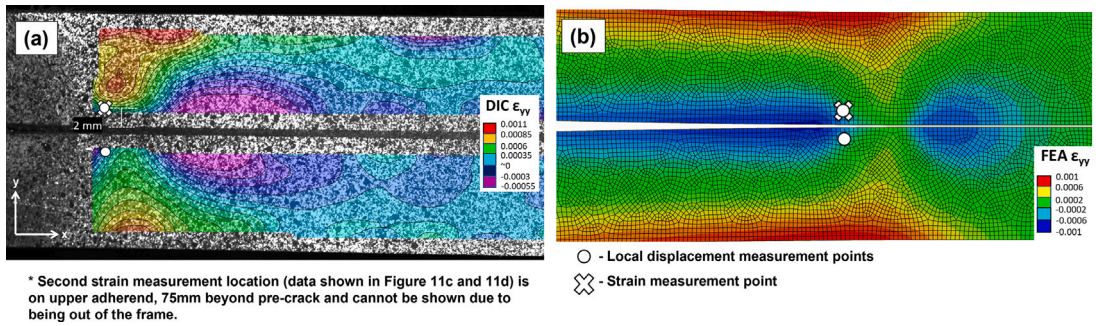 (a)
2 mm
y
x
DIC εyy
0.0011
0.00085
0.0006
0.00035
~0
-0.0003
-0.00055
* Second strain measurement location (data shown in Figure 11c and 11d) is
on upper adherend, 75mm beyond pre-crack and cannot be shown due to
being out of the frame.
(b)
FEA εyy
0.001
0.0006
0.0002
-0.0002
-0.0006
-0.001
- Local displacement measurement points
- Strain measurement point